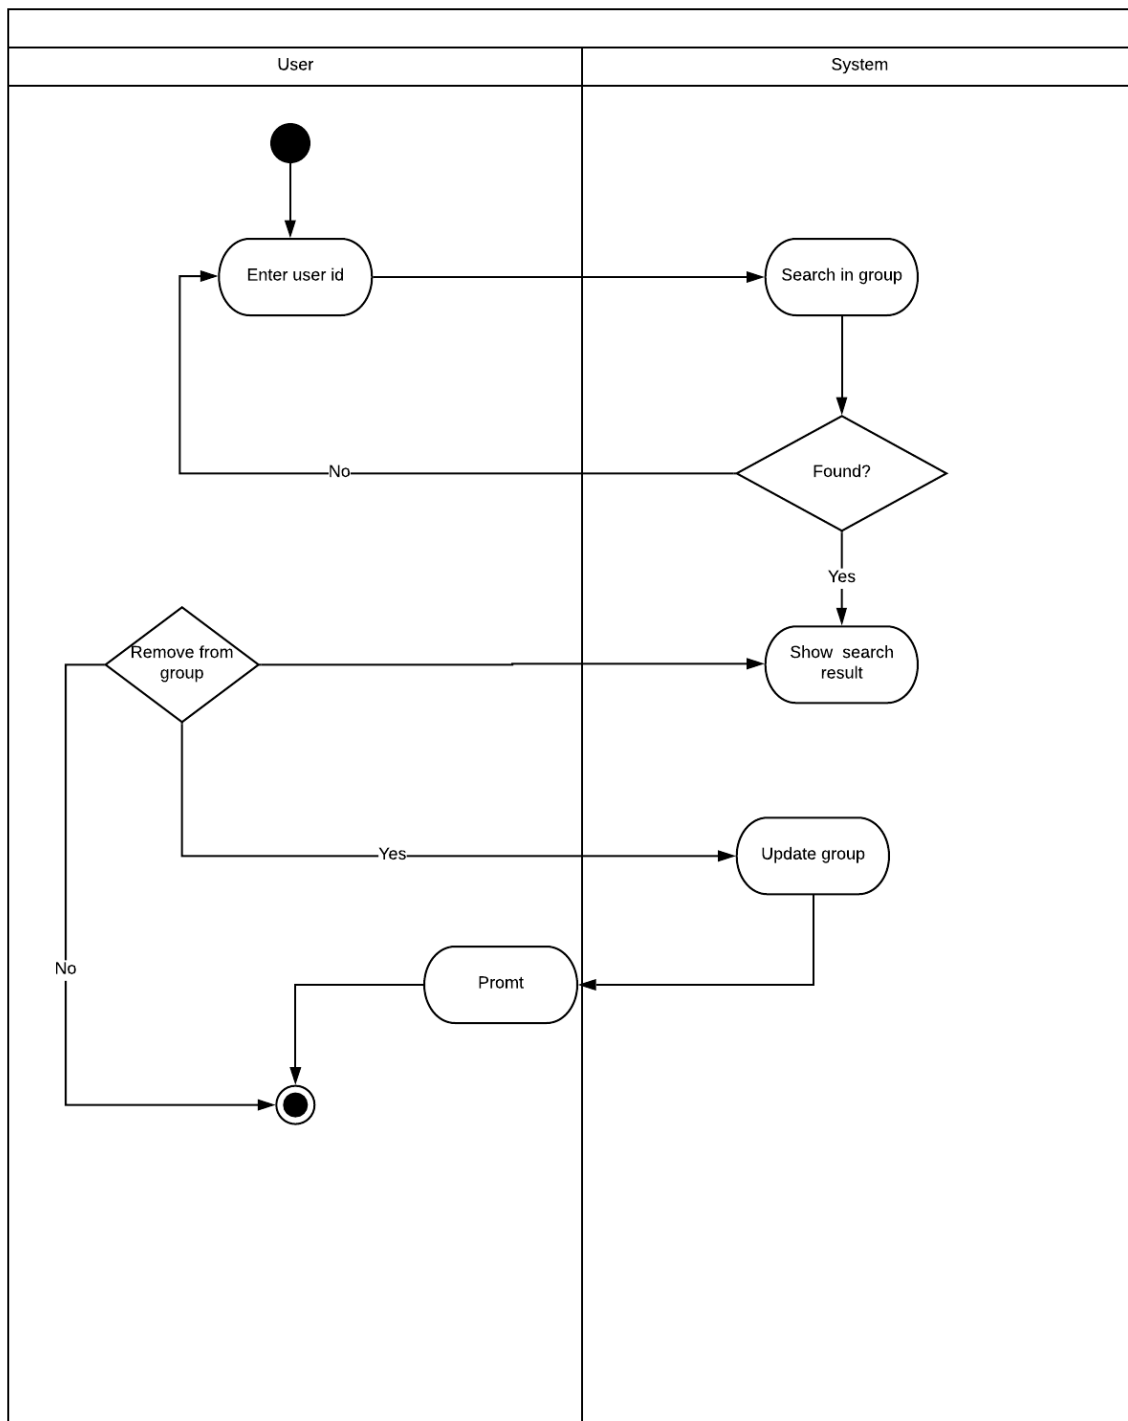 User
System
Enter user id
Search in group
Found?
No
Yes
Remove from
group
Show search
result
Yes
Update group
No
Promt